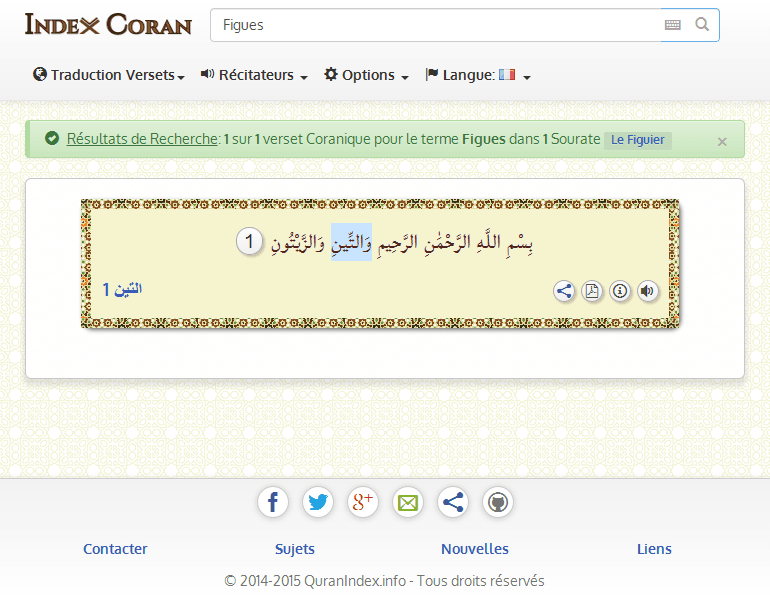 INDEX CORAN
Figues
Traduction Versets Récitateurs Options Langue:
Résultats de Recherche: 1 sur 1 verset Coranique pour le terme Figues dans 1 Sourate Le Figuier ×
بِسْمِ اللَّهِ الرَّحْمَٰنِ الرَّحِيمِ وَالتِّينِ وَالزَّيْتُونِ 1
التين 1
Contacter Sujets Nouvelles Liens
© 2014-2015 QuranIndex.info - Tous droits réservés